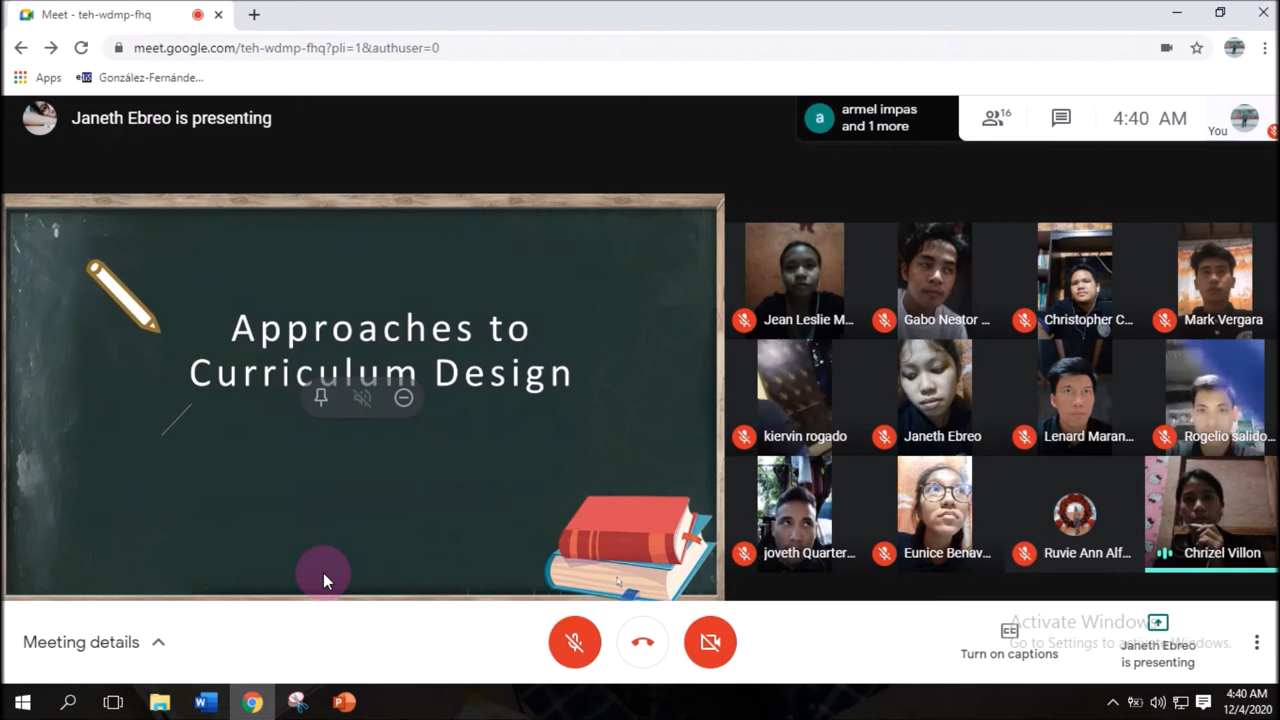 Meet - teh-wdmp-fhq
meet.google.com/teh-wdmp-fhq?pli=1&authuser=0
Apps
González-Fernánde...
Janeth Ebreo is presenting
a
armel impas
and 1 more
16
4:40 AM
You
Approaches to
Curriculum Design
Jean Leslie M...
Gabo Nestor ...
Christopher C...
Mark Vergara
kiervin rogado
Janeth Ebreo
Lenard Maran...
Rogelio salido...
joveth Quarter...
Eunice Benav...
Ruvie Ann Alf...
Chrizel Villon
Meeting details
CC
Turn on captions
Activate Windows
Go to Settings to activate Windows.
Janeth Ebreo
is presenting
4:40 AM
12/4/2020